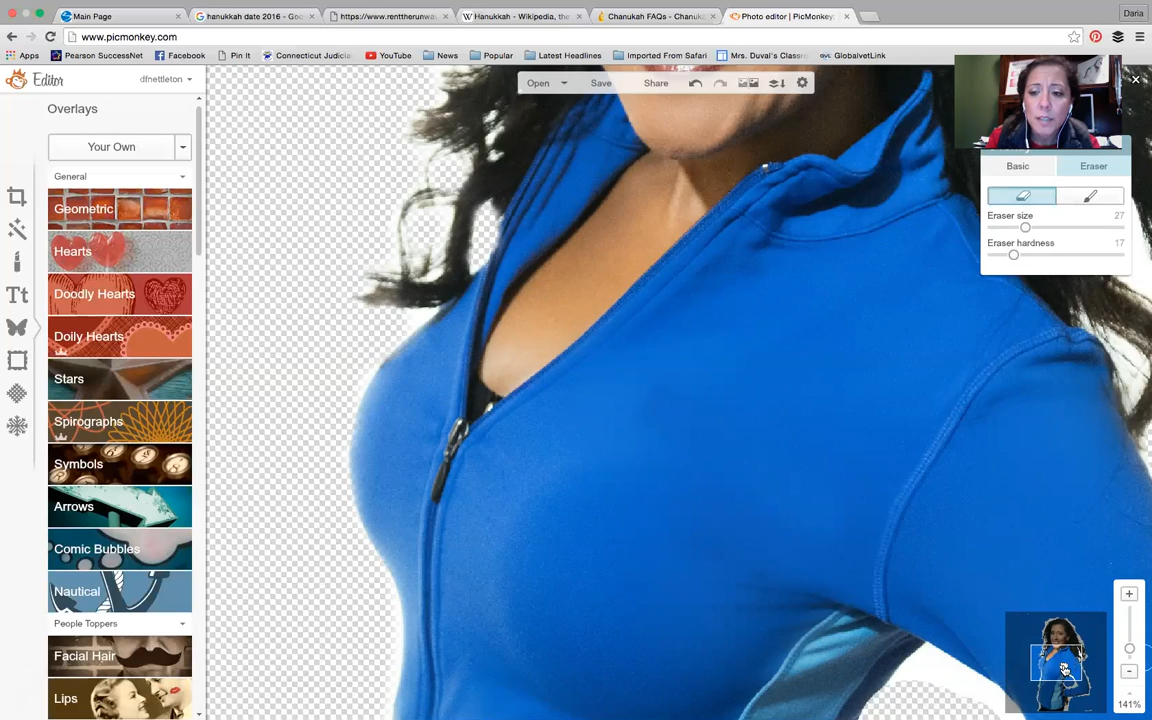 Main Page
hanukkah date 2016 - Goo
https://www.renttherunwa
Wikipedia, the
Chanukah FAQs - Chanuk
Photo editor | PicMonkey:
Daria
www.picmonkey.com
Apps
Pearson SuccessNet
Facebook
Pin It
Connecticut Judicial
YouTube
News
Popular
Latest Headlines
Imported From Safari
Mrs. Duval's Classr
GlobalvetLink
Editor
dfnettleton
Open
Save
Share
Overlays
Your Own
General
Geometric
Hearts
Doodly Hearts
Doily Hearts
Stars
Spirographs
Symbols
Arrows
Comic Bubbles
Nautical
People Toppers
Facial Hair
Lips
Tt
Basic
Eraser
Eraser size
27
Eraser hardness
17
+
-
141%